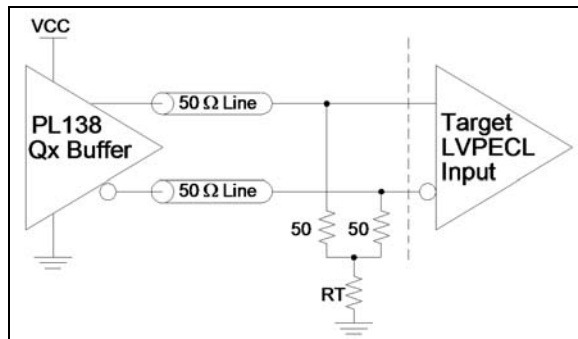 VCC
PL138
Qx Buffer
50 Ω Line
50 Ω Line
Target
LVPECL
Input
50
50
RT